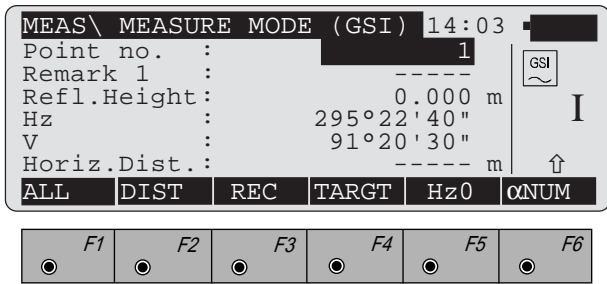 MEAS\ MEASURE MODE (GSI) 14:03
Point no. : 1
Remark 1 : -----
Refl.Height: 0.000 m
Hz : 295°22'40"
V : 91°20'30"
Horiz.Dist.: ----- m
GSI
I
ALL DIST REC TARGT Hz0 αNUM
F1 F2 F3 F4 F5 F6